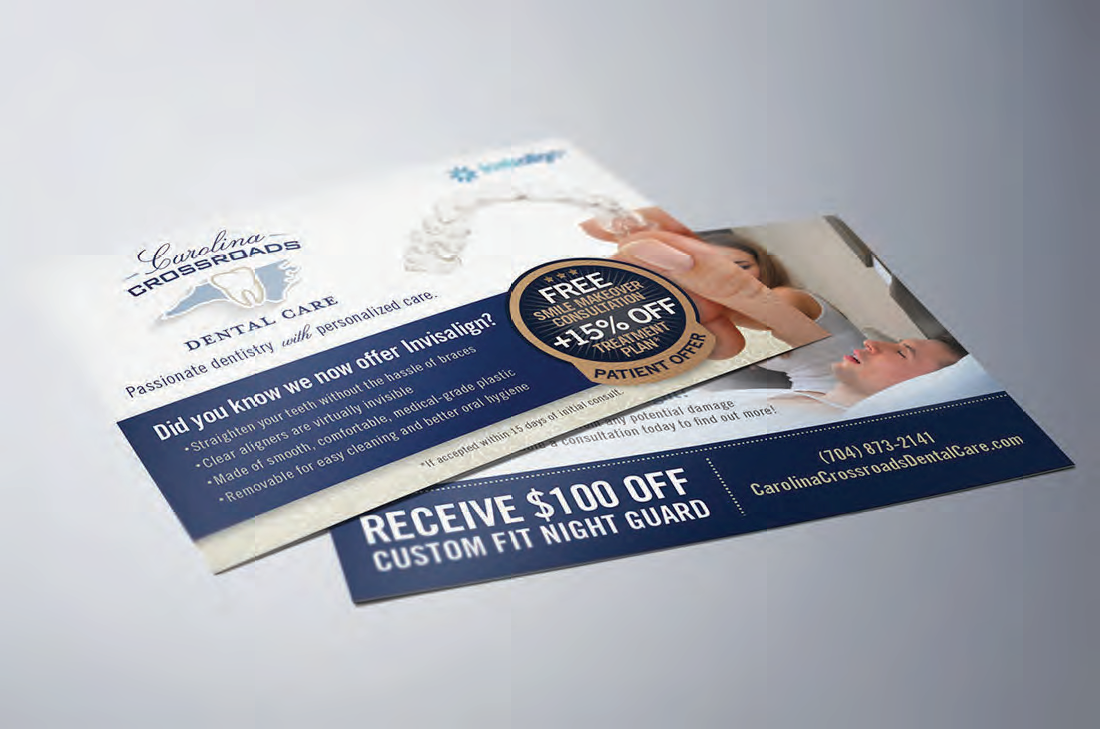 invisalign
Carolina
CROSSROADS
DENTAL CARE
Passionate dentistry with personalized care.
Did you know we now offer Invisalign?
• Straighten your teeth without the hassle of braces
• Clear aligners are virtually invisible
• Made of smooth, comfortable, medical-grade plastic
• Removable for easy cleaning and better oral hygiene
FREE
SMILE MAKEOVER
CONSULTATION
+15% OFF
TREATMENT
PLAN*
PATIENT OFFER
*If accepted within 15 days of initial consult.
any potential damage
a consultation today to find out more!
RECEIVE $100 OFF
CUSTOM FIT NIGHT GUARD
(704) 873-2141
CarolinaCrossroadsDentalCare.com